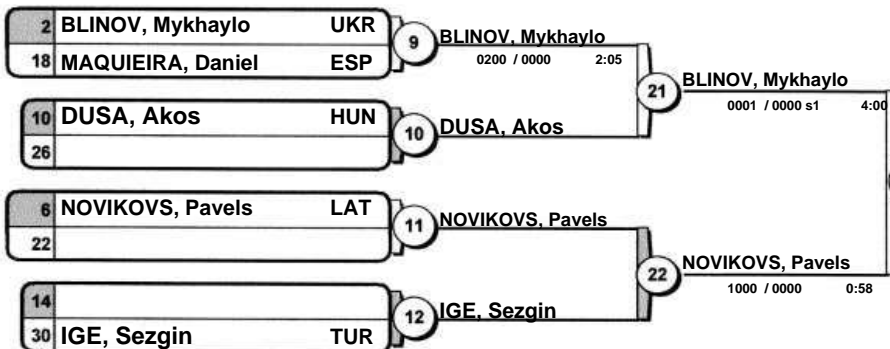 2 BLINOV, Mykhaylo UKR
18 MAQUIEIRA, Daniel ESP
9
BLINOV, Mykhaylo
0200 / 0000 2:05
10 DUSA, Akos HUN
26
10
DUSA, Akos
21
BLINOV, Mykhaylo
0001 / 0000 s1 4:00
6 NOVIKOVS, Pavels LAT
22
11
NOVIKOVS, Pavels
14
30 IGE, Sezgin TUR
12
IGE, Sezgin
22
NOVIKOVS, Pavels
1000 / 0000 0:58